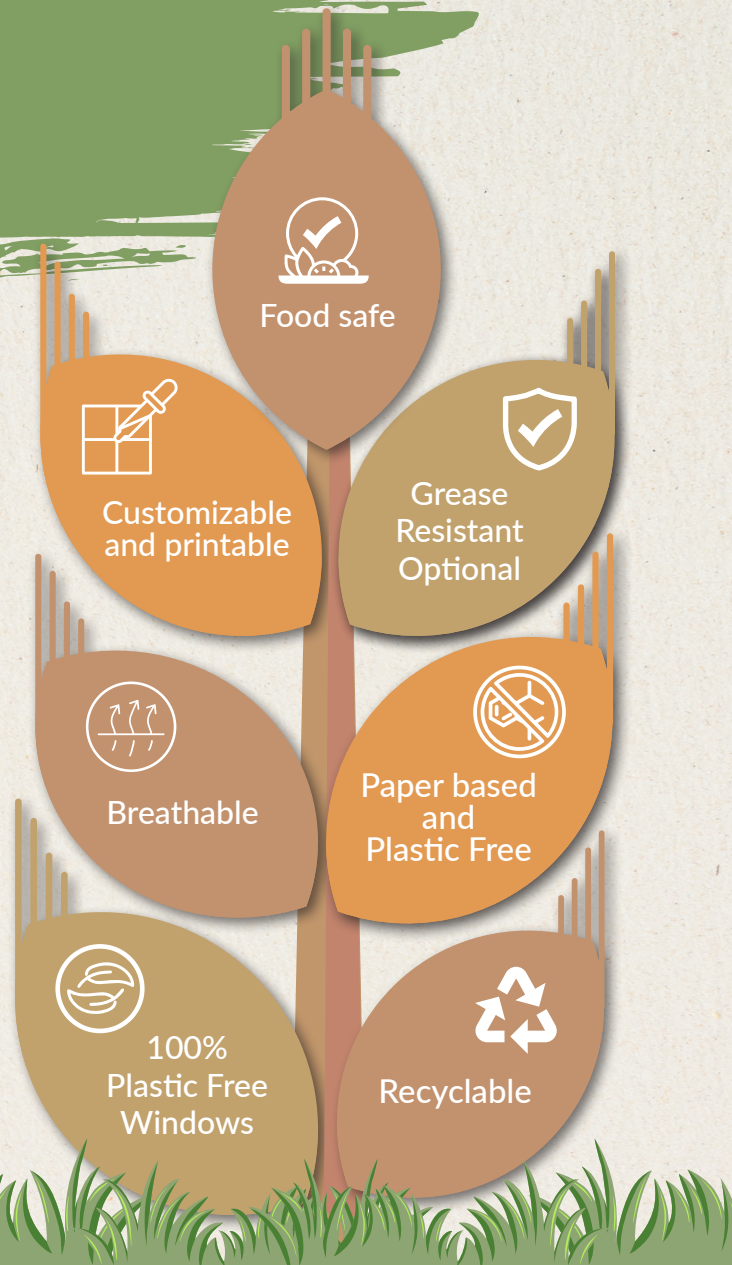 Food safe
Customizable
and printable
Grease
Resistant
Optional
Breathable
Paper based
and
Plastic Free
100%
Plastic Free
Windows
Recyclable